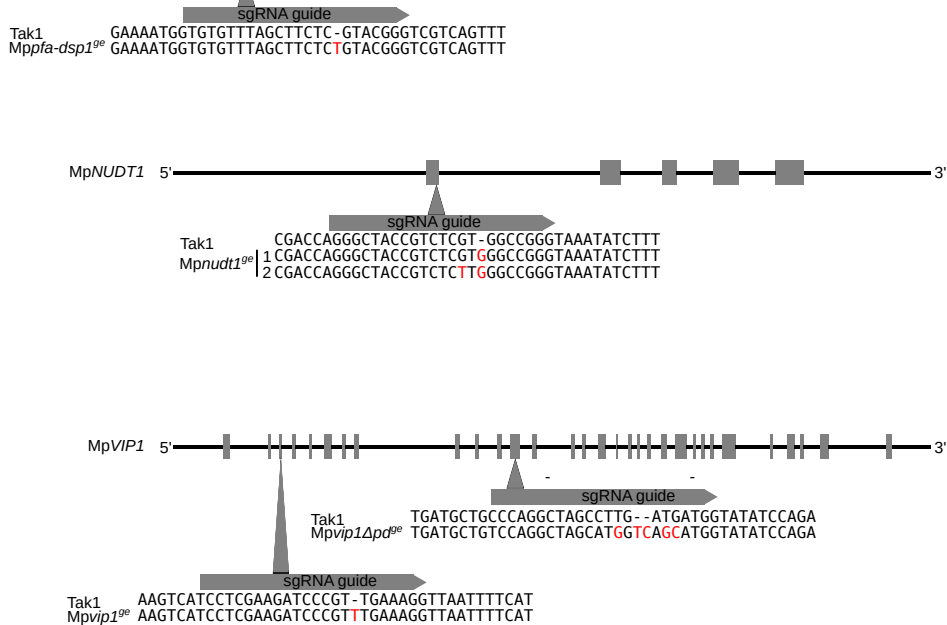 sgRNA guide
Tak1 GAAAATGGTGTGTTTAGCTTCTC-GTACGGGTCGTCAGTTT
Mppfa-dsp1ge GAAAATGGTGTGTTTAGCTTCTCTGTACGGGTCGTCAGTTT
MpNUDT1 5' 3'
sgRNA guide
Tak1 CGACCAGGGCTACCGTCTCGT-GGCCGGGTAAATATCTTT
Mpnudt1ge 1 CGACCAGGGCTACCGTCTCGTGGGCCGGGTAAATATCTTT
2 CGACCAGGGCTACCGTCTCTTGGGCCGGGTAAATATCTTT
MpVIP1 5' 3'
- -
sgRNA guide
Tak1 TGATGCTGCCCAGGCTAGCCTTG--ATGATGGTATATCCAGA
Mpvip1Δpdge TGATGCTGTCCAGGCTAGCATGGTCAGCATGGTATATCCAGA
sgRNA guide
Tak1 AAGTCATCCTCGAAGATCCCGT-TGAAAGGTTAATTTTCAT
Mpvip1ge AAGTCATCCTCGAAGATCCCGTTTGAAAGGTTAATTTTCAT